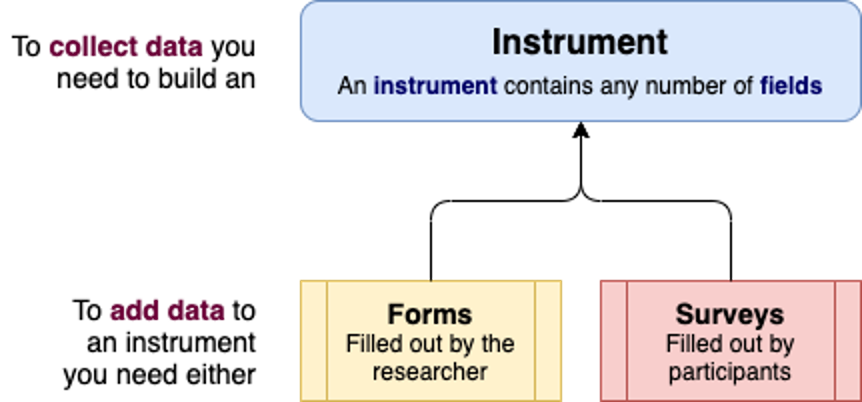 To collect data you
need to build an
Instrument
An instrument contains any number of fields
To add data to
an instrument
you need either
Forms
Filled out by the
researcher
Surveys
Filled out by
participants